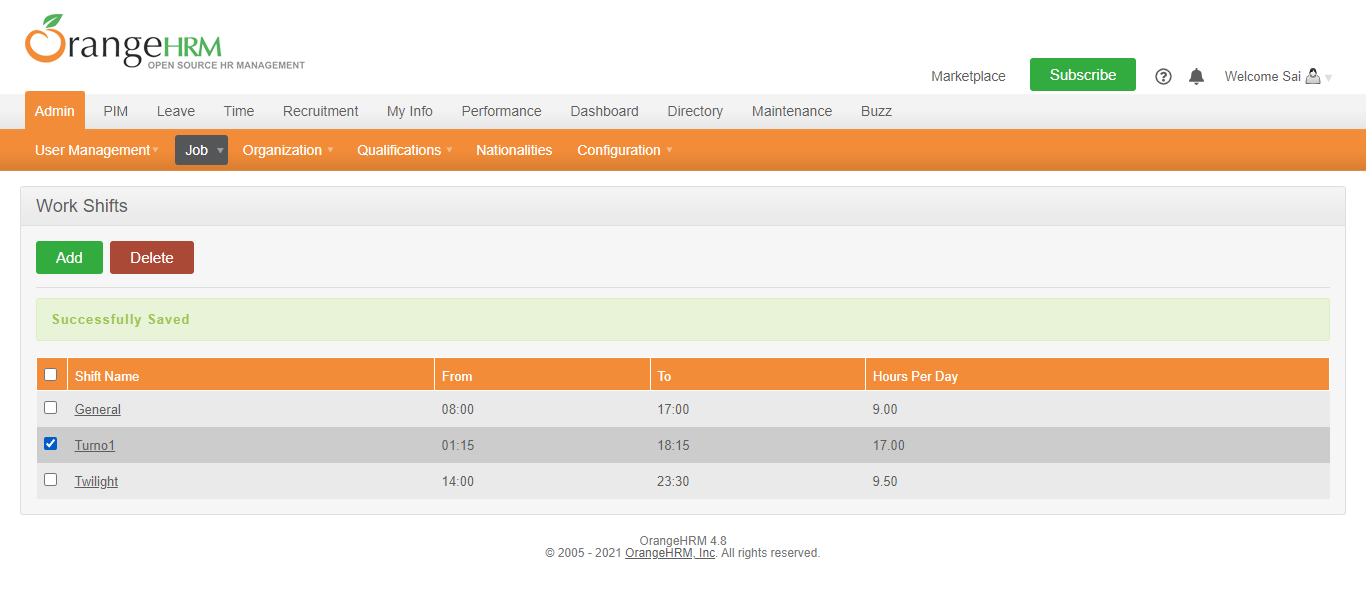 OrangeHRM
OPEN SOURCE HR MANAGEMENT
Marketplace Subscribe ? Welcome Sai
Admin PIM Leave Time Recruitment My Info Performance Dashboard Directory Maintenance Buzz
User Management Job Organization Qualifications Nationalities Configuration
Work Shifts
Add Delete
Successfully Saved
Shift Name From To Hours Per Day
General 08:00 17:00 9.00
Turno1 01:15 18:15 17.00
Twilight 14:00 23:30 9.50
OrangeHRM 4.8
© 2005 - 2021 OrangeHRM, Inc. All rights reserved.